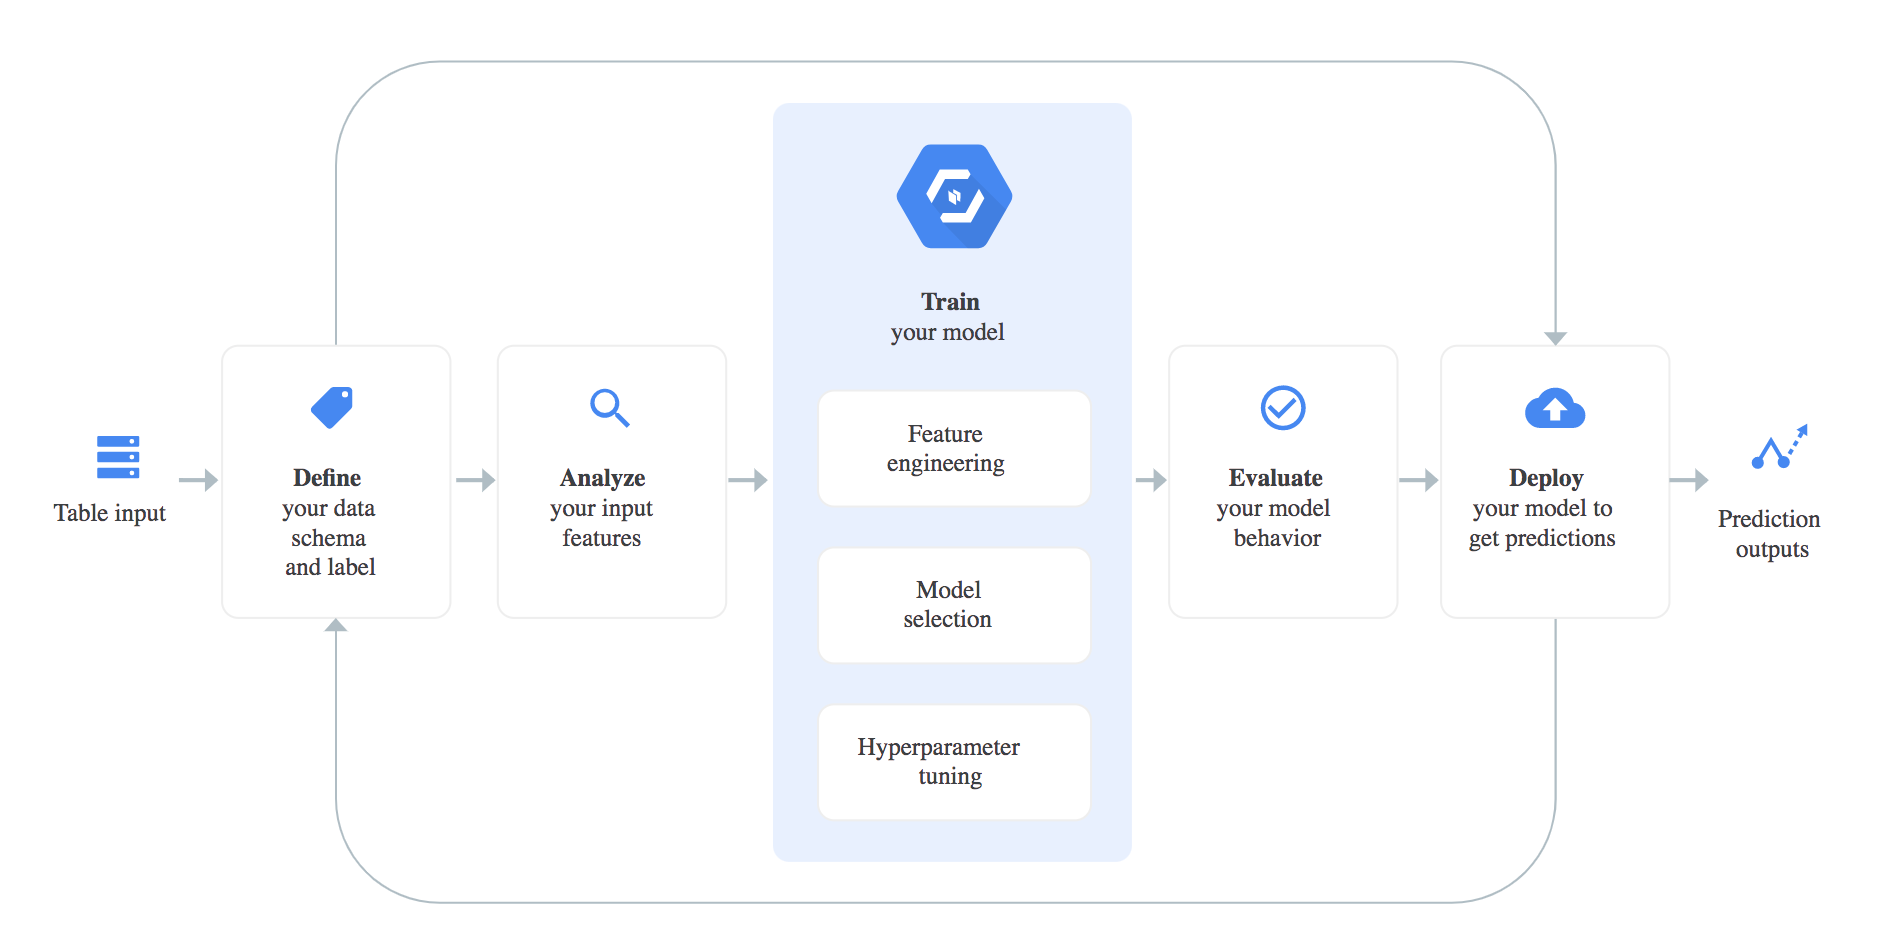 Table input
Define
your data
schema
and label
Analyze
your input
features
Train
your model
Feature
engineering
Model
selection
Hyperparameter
tuning
Evaluate
your model
behavior
Deploy
your model to
get predictions
Prediction
outputs